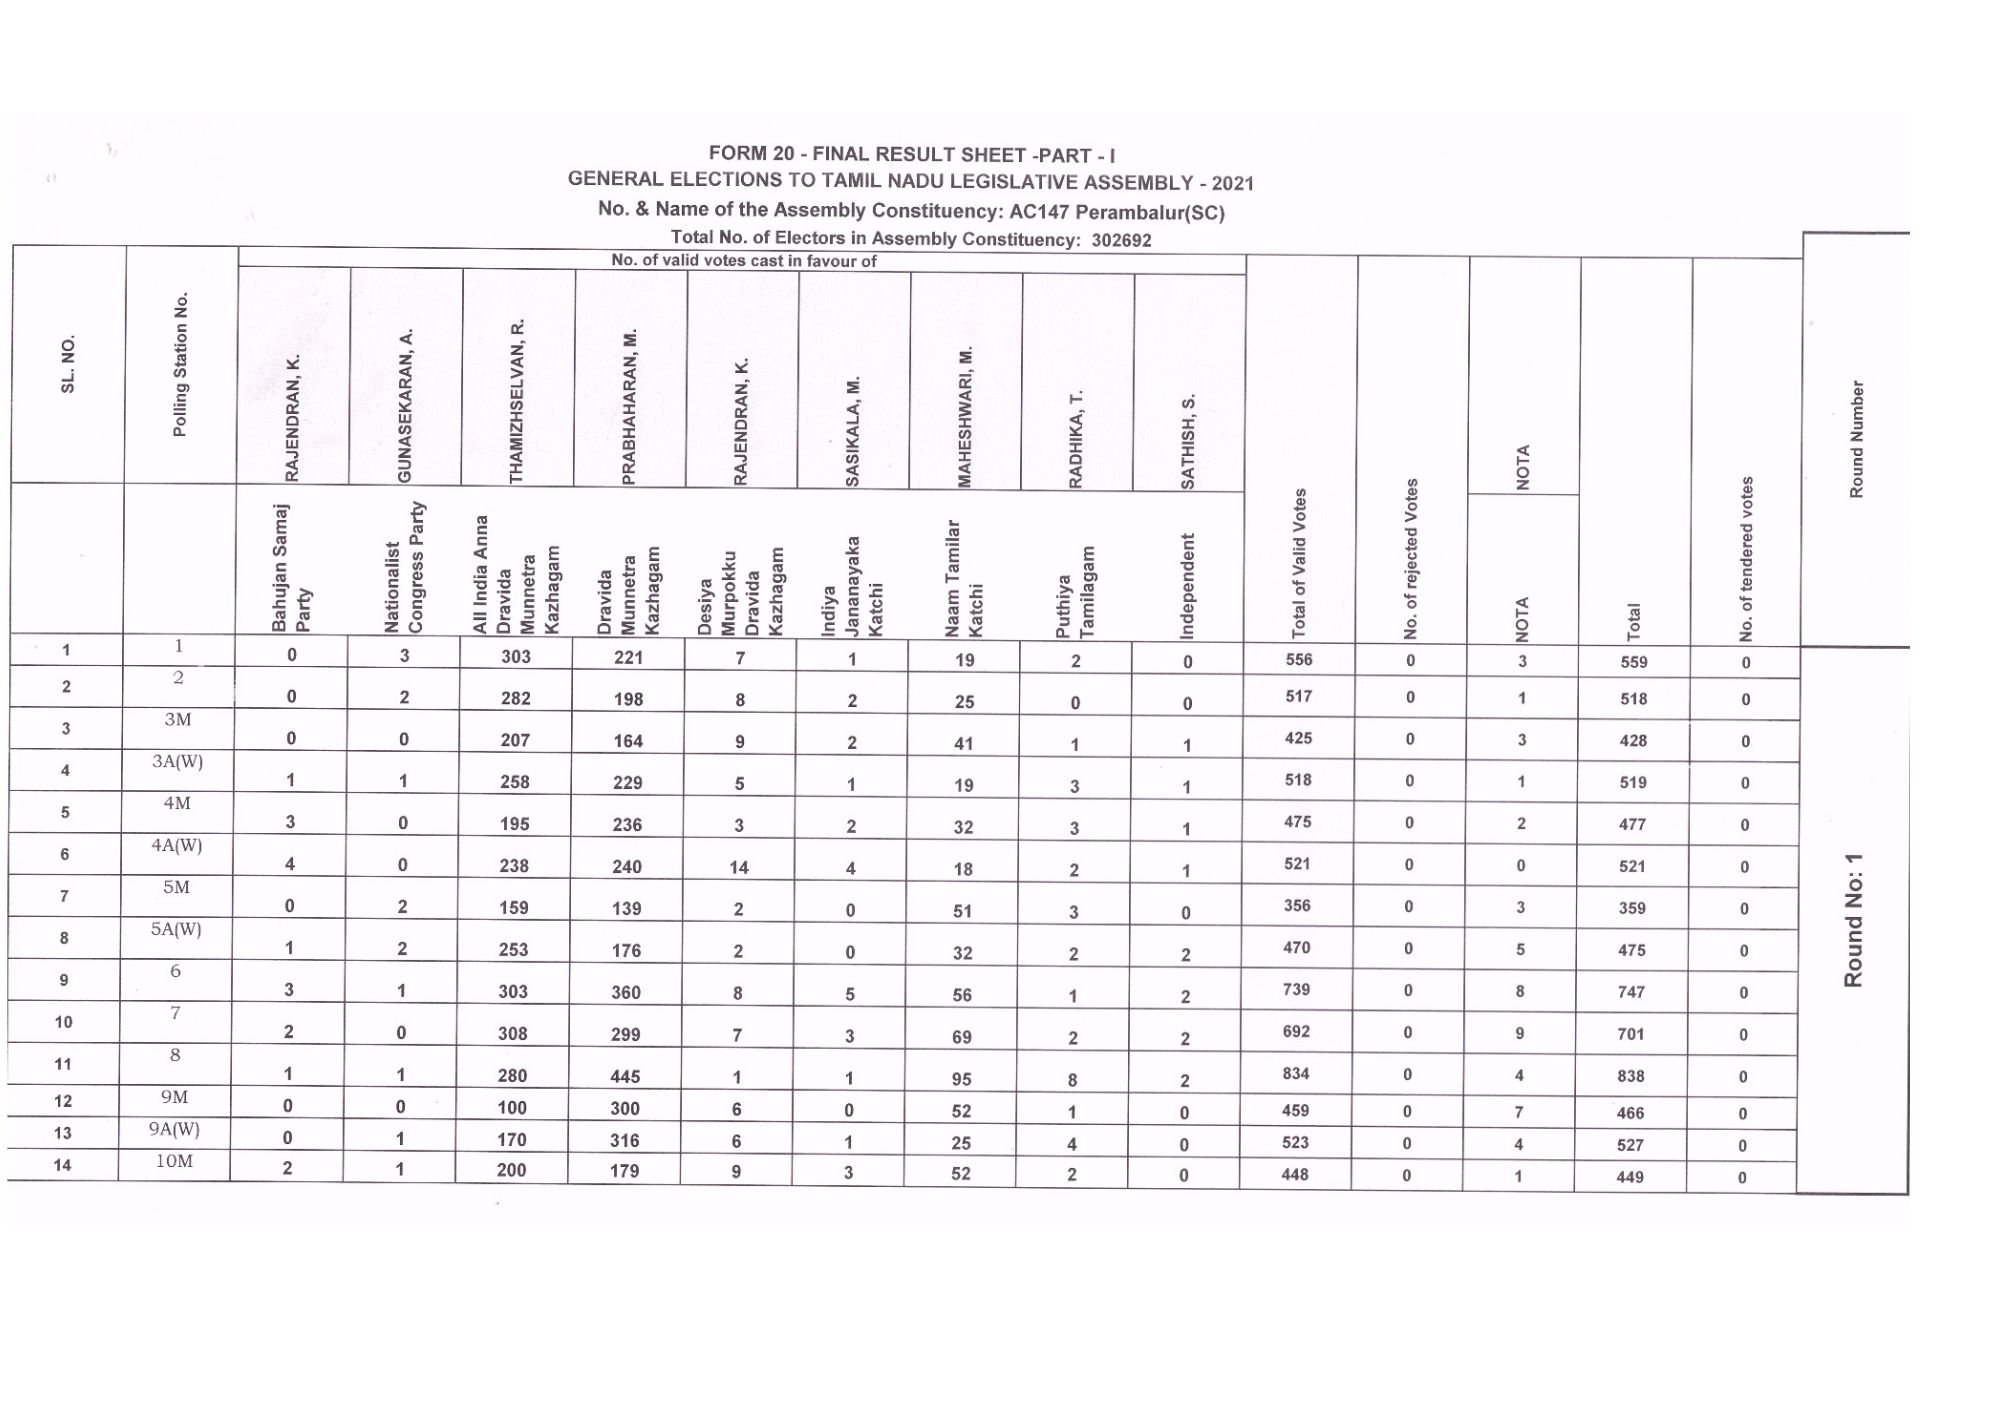 FORM 20 - FINAL RESULT SHEET -PART - I
GENERAL ELECTIONS TO TAMIL NADU LEGISLATIVE ASSEMBLY - 2021
No. & Name of the Assembly Constituency: AC147 Perambalur(SC)
Total No. of Electors in Assembly Constituency: 302692
No. of valid votes cast in favour of
SL. NO.
Polling Station No.
RAJENDRAN, K.
GUNASEKARAN, A.
THAMIZHSELVAN, R.
PRABHAHARAN, M.
RAJENDRAN, K.
SASIKALA, M.
MAHESHWARI, M.
RADHIKA, T.
SATHISH, S.
Total of Valid Votes
No. of rejected Votes
NOTA
Total
No. of tendered votes
Round Number
Bahujan Samaj
Party
Nationalist
Congress Party
All India Anna
Dravida
Munnetra
Kazhagam
Dravida
Munnetra
Kazhagam
Desiya
Murpokku
Dravida
Kazhagam
Indiya
Jananayaka
Katchi
Naam Tamilar
Katchi
Puthiya
Tamilagam
Independent
NOTA
1 1 0 3 303 221 7 1 19 2 0 556 0 3 559 0
2 2 0 2 282 198 8 2 25 0 0 517 0 1 518 0
3 3M 0 0 207 164 9 2 41 1 1 425 0 3 428 0
4 3A(W) 1 1 258 229 5 1 19 3 1 518 0 1 519 0
5 4M 3 0 195 236 3 2 32 3 1 475 0 2 477 0
6 4A(W) 4 0 238 240 14 4 18 2 1 521 0 0 521 0
7 5M 0 2 159 139 2 0 51 3 0 356 0 3 359 0
8 5A(W) 1 2 253 176 2 0 32 2 2 470 0 5 475 0
9 6 3 1 303 360 8 5 56 1 2 739 0 8 747 0
10 7 2 0 308 299 7 3 69 2 2 692 0 9 701 0
11 8 1 1 280 445 1 1 95 8 2 834 0 4 838 0
12 9M 0 0 100 300 6 0 52 1 0 459 0 7 466 0
13 9A(W) 0 1 170 316 6 1 25 4 0 523 0 4 527 0
14 10M 2 1 200 179 9 3 52 2 0 448 0 1 449 0
Round No: 1